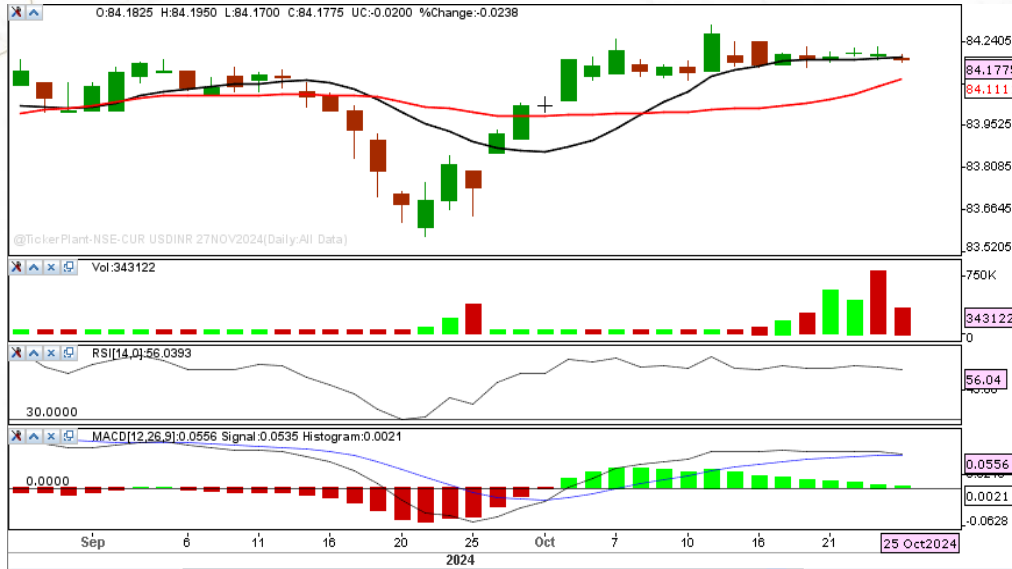 O:84.1825 H:84.1950 L:84.1700 C:84.1775 UC:-0.0200 %Change:-0.0238
84.2405
84.1775
84.111
83.9525
83.8085
83.6645
83.5205
@TickerPlant-NSE-CUR USDINR 27NOV2024(Daily:All Data)
Vol:343122
750K
343122
0
RSI[14,0]:56.0393
56.04
30.0000
MACD[12,26,9]:0.0556 Signal:0.0535 Histogram:0.0021
0.0556
0.0000
0.0021
-0.0628
Sep 6 11 16 20 25 Oct 7 10 16 21 25 Oct2024
2024